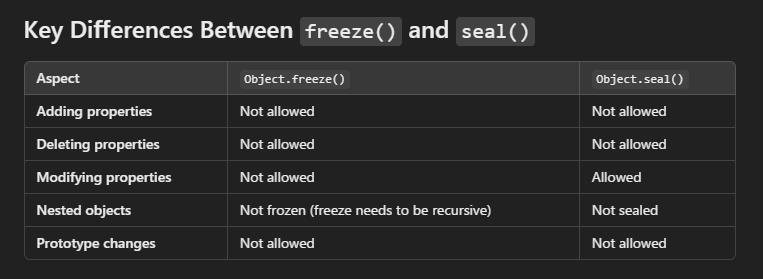 Key Differences Between freeze() and seal()
Aspect Object.freeze() Object.seal()
Adding properties Not allowed Not allowed
Deleting properties Not allowed Not allowed
Modifying properties Not allowed Allowed
Nested objects Not frozen (freeze needs to be recursive) Not sealed
Prototype changes Not allowed Not allowed